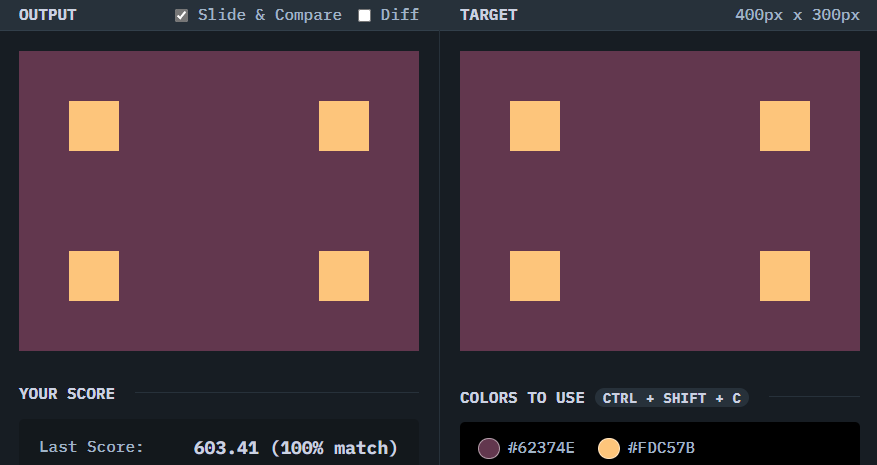 OUTPUT Slide & Compare Diff
TARGET 400px x 300px
YOUR SCORE
Last Score: 603.41 (100% match)
COLORS TO USE CTRL + SHIFT + C
#62374E #FDC57B